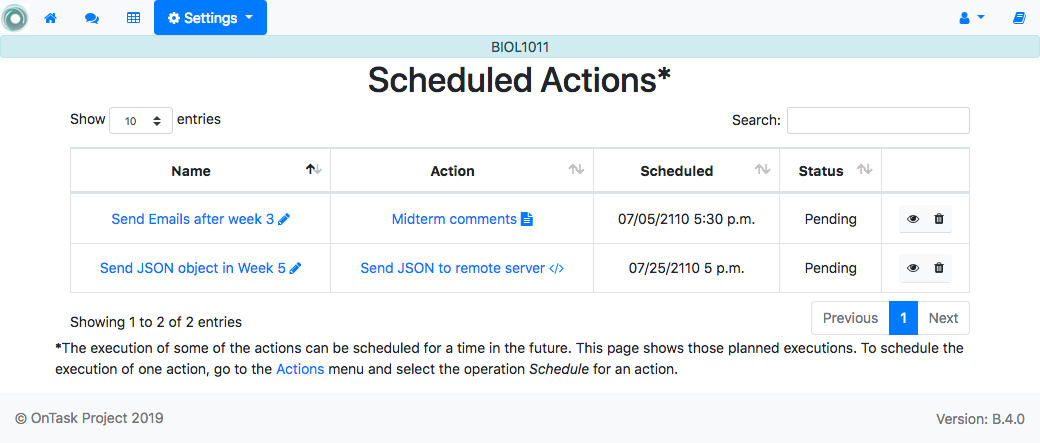 Settings
BIOL1011
Scheduled Actions*
Show 10 entries Search:
Name Action Scheduled Status
Send Emails after week 3 Midterm comments 07/05/2110 5:30 p.m. Pending
Send JSON object in Week 5 Send JSON to remote server 07/25/2110 5 p.m. Pending
Showing 1 to 2 of 2 entries Previous 1 Next
*The execution of some of the actions can be scheduled for a time in the future. This page shows those planned executions. To schedule the
execution of one action, go to the Actions menu and select the operation Schedule for an action.
© OnTask Project 2019 Version: B.4.0